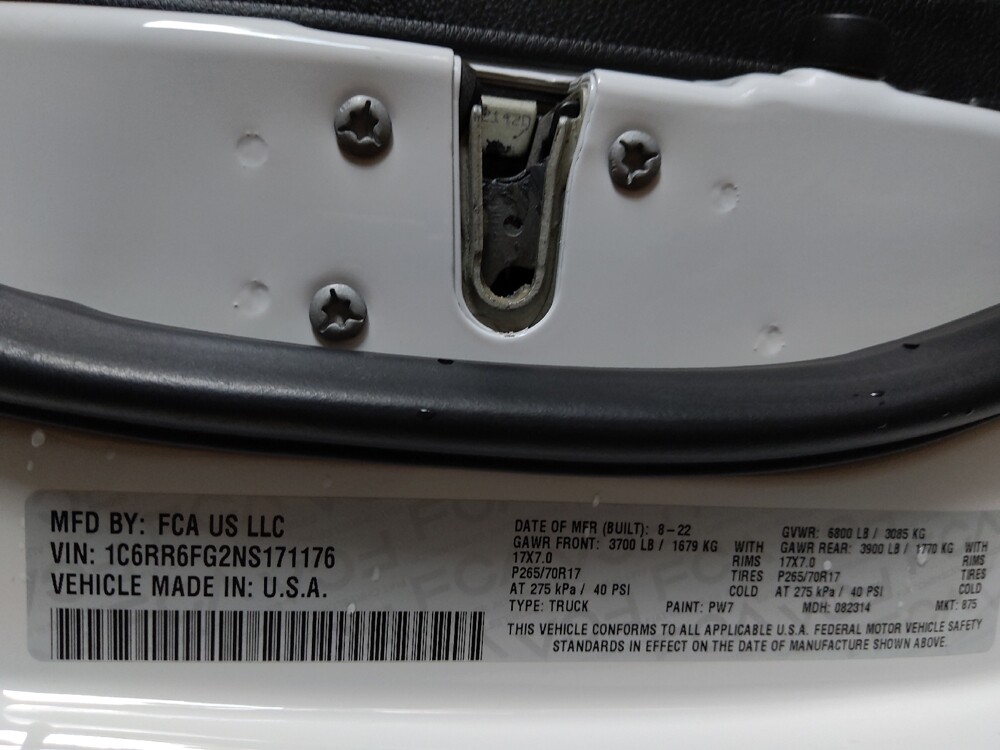 MFD BY: FCA US LLC
VIN: 1C6RR6FG2NS171176
VEHICLE MADE IN: U.S.A.
DATE OF MFR (BUILT): 8-22 GVWR: 6800 LB / 3085 KG
GAWR FRONT: 3700 LB / 1679 KG WITH GAWR REAR: 3900 LB / 1770 KG WITH
17X7.0 RIMS 17X7.0 RIMS
P265/70R17 TIRES P265/70R17 TIRES
AT 275 kPa / 40 PSI COLD AT 275 kPa / 40 PSI COLD
TYPE: TRUCK PAINT: PW7 MDH: 082314 MKT: 875
THIS VEHICLE CONFORMS TO ALL APPLICABLE U.S.A. FEDERAL MOTOR VEHICLE SAFETY
STANDARDS IN EFFECT ON THE DATE OF MANUFACTURE SHOWN ABOVE.